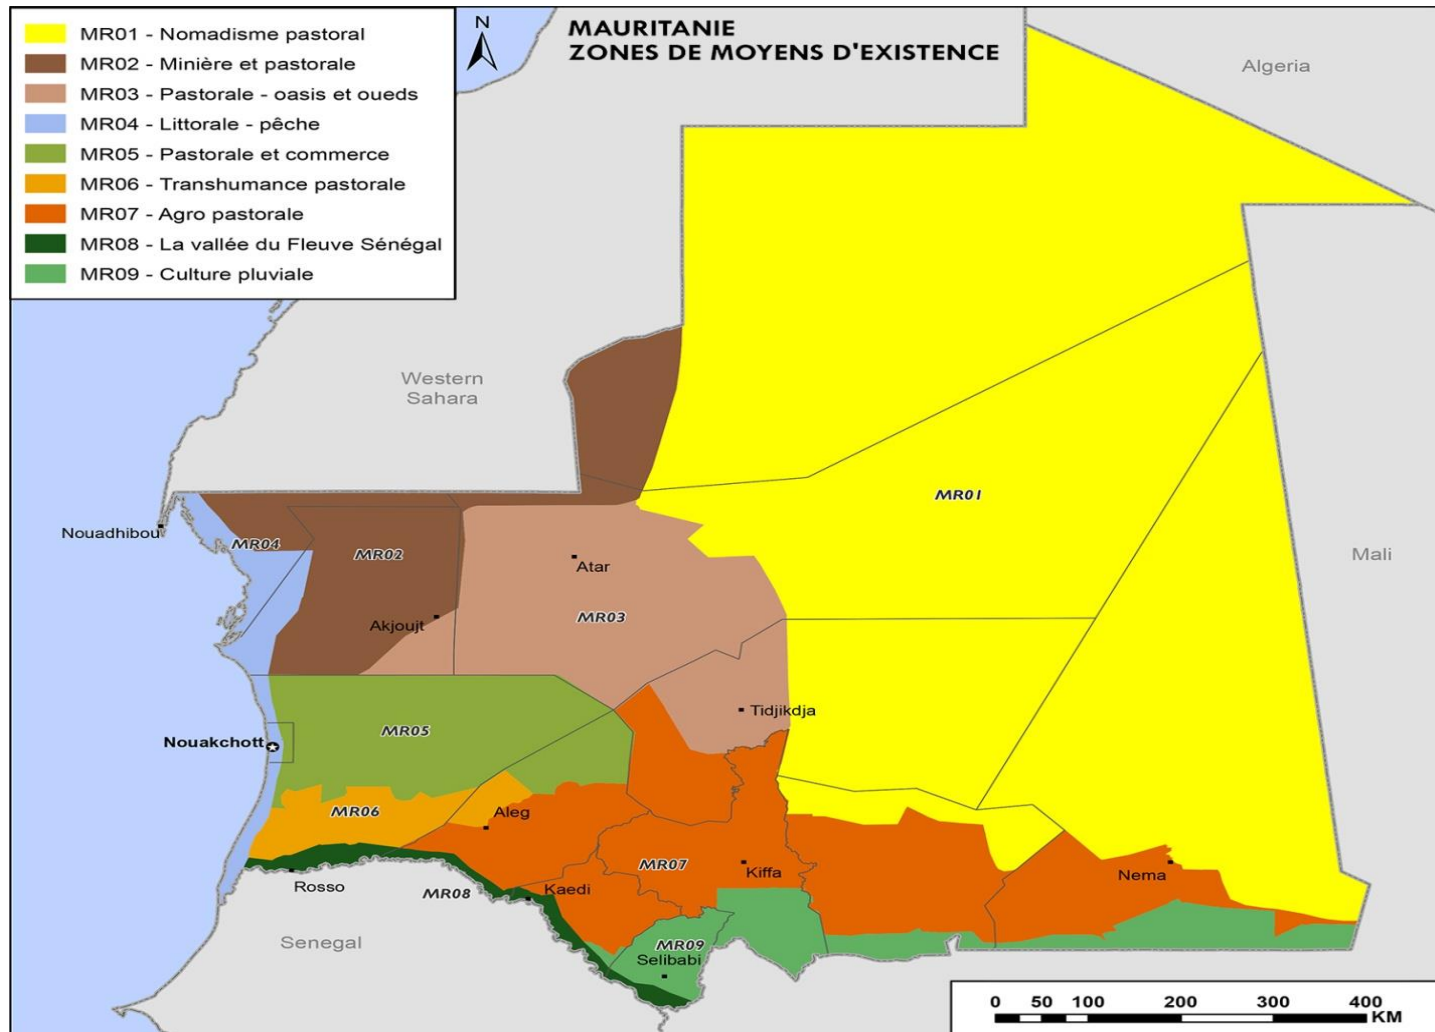 MR01 - Nomadisme pastoral
MR02 - Minière et pastorale
MR03 - Pastorale - oasis et oueds
MR04 - Littorale - pêche
MR05 - Pastorale et commerce
MR06 - Transhumance pastorale
MR07 - Agro pastorale
MR08 - La vallée du Fleuve Sénégal
MR09 - Culture pluviale
N
MAURITANIE
ZONES DE MOYENS D'EXISTENCE
Algeria
Western
Sahara
MR01
Nouadhibou
MR04
MR02
Atar
Mali
Akjoujt
MR03
Tidjikdja
Nouakchott
MR05
MR06
Aleg
MR07
Kiffa
Nema
Rosso
MR08
Kaedi
Senegal
MR09
Selibabi
0 50 100 200 300 400
KM